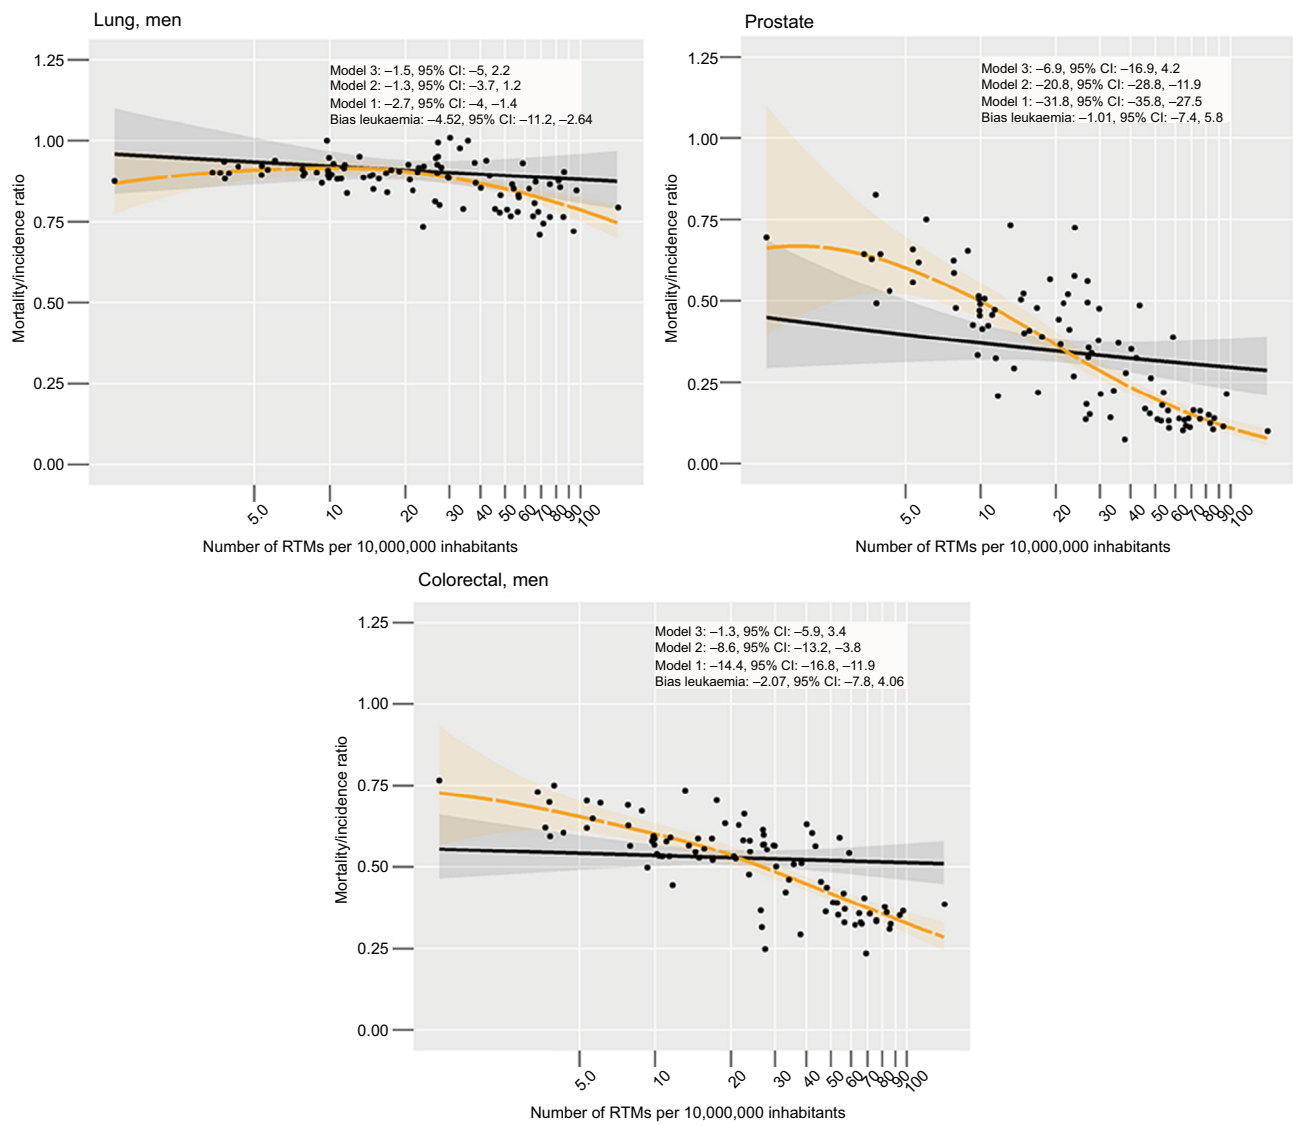 Lung, men
Model 3: –1.5, 95% CI: –5, 2.2
Model 2: –1.3, 95% CI: –3.7, 1.2
Model 1: –2.7, 95% CI: –4, –1.4
Bias leukaemia: –4.52, 95% CI: –11.2, –2.64
Mortality/incidence ratio
1.25
1.00
0.75
0.50
0.25
0.00
5.0 10 20 30 40 50 60 70 80 90 100
Number of RTMs per 10,000,000 inhabitants
Prostate
Model 3: –6.9, 95% CI: –16.9, 4.2
Model 2: –20.8, 95% CI: –28.8, –11.9
Model 1: –31.8, 95% CI: –35.8, –27.5
Bias leukaemia: –1.01, 95% CI: –7.4, 5.8
Mortality/incidence ratio
1.25
1.00
0.75
0.50
0.25
0.00
5.0 10 20 30 40 50 60 70 80 90 100
Number of RTMs per 10,000,000 inhabitants
Colorectal, men
Model 3: –1.3, 95% CI: –5.9, 3.4
Model 2: –8.6, 95% CI: –13.2, –3.8
Model 1: –14.4, 95% CI: –16.8, –11.9
Bias leukaemia: –2.07, 95% CI: –7.8, 4.06
Mortality/incidence ratio
1.25
1.00
0.75
0.50
0.25
0.00
5.0 10 20 30 40 50 60 70 80 90 100
Number of RTMs per 10,000,000 inhabitants